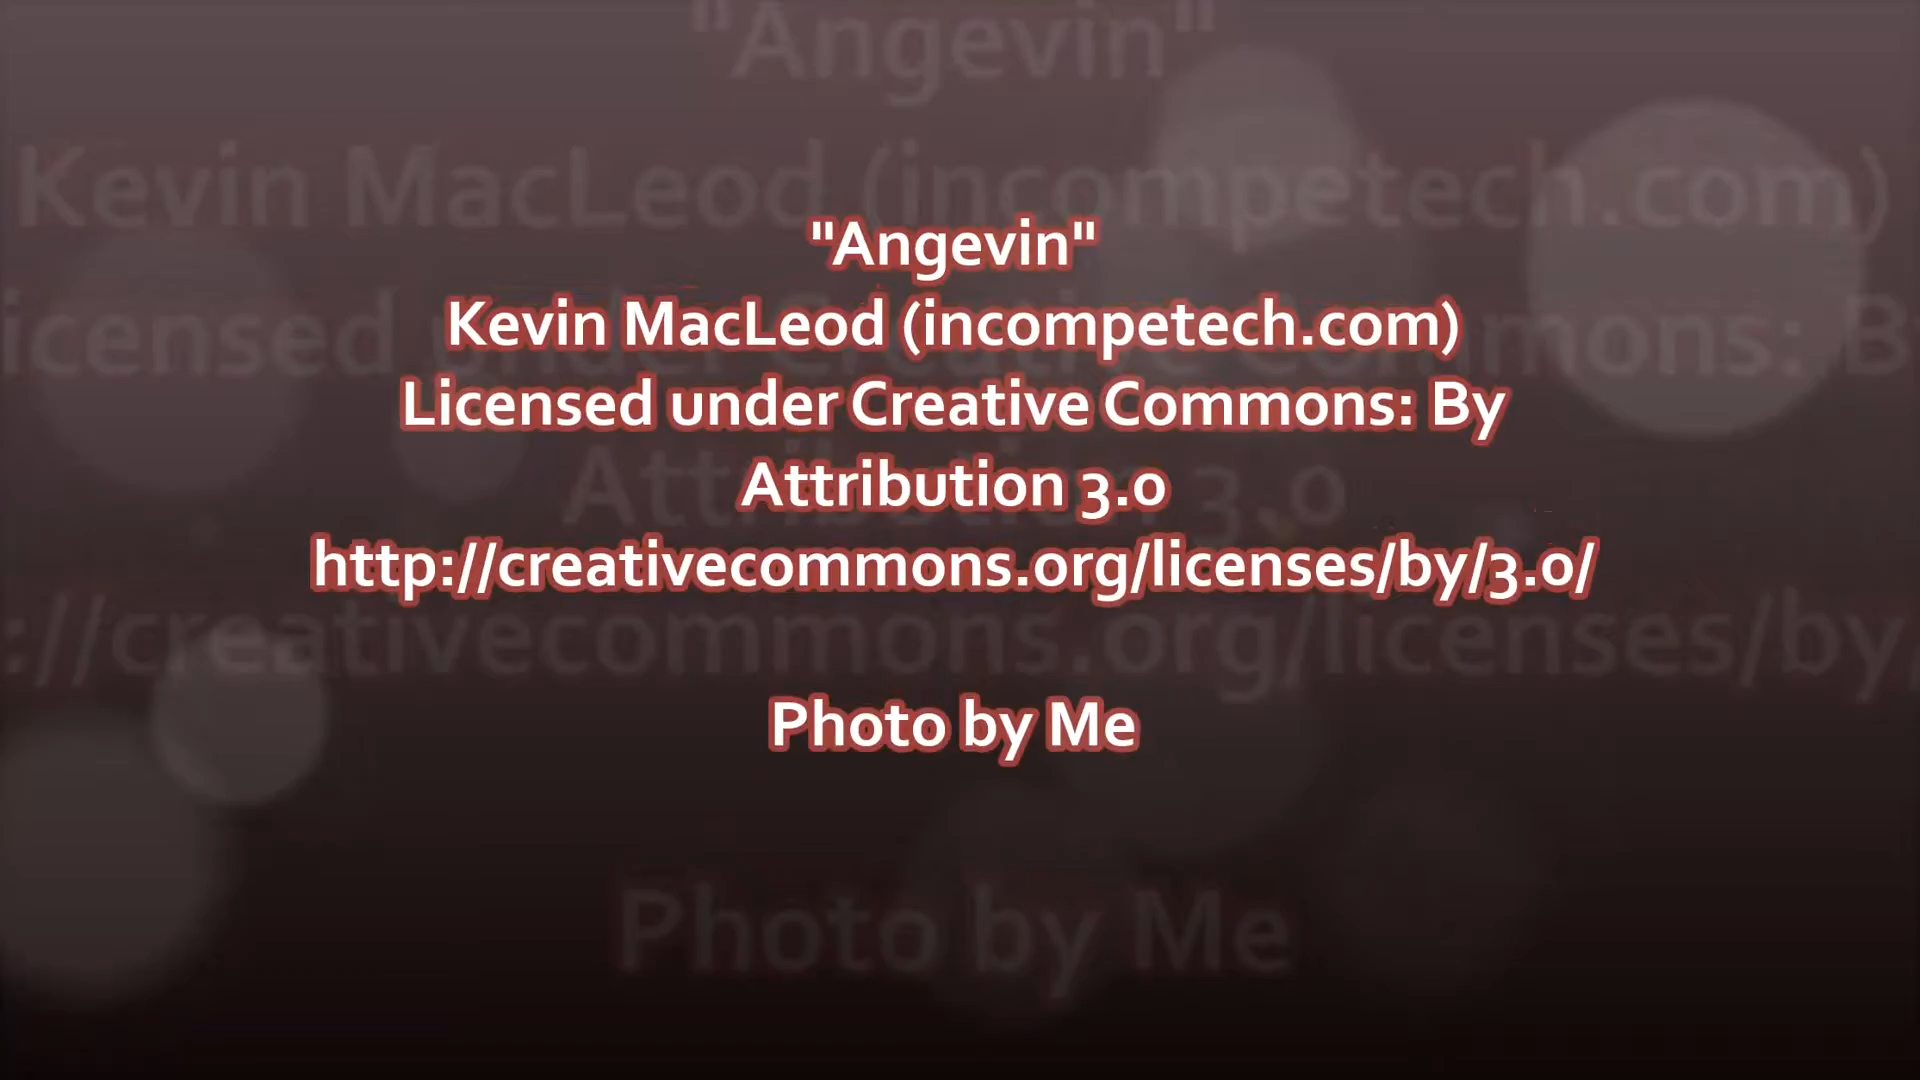 "Angevin"
Kevin MacLeod (incompetech.com)
Licensed under Creative Commons: By
Attribution 3.0
http://creativecommons.org/licenses/by/3.0/
Photo by Me